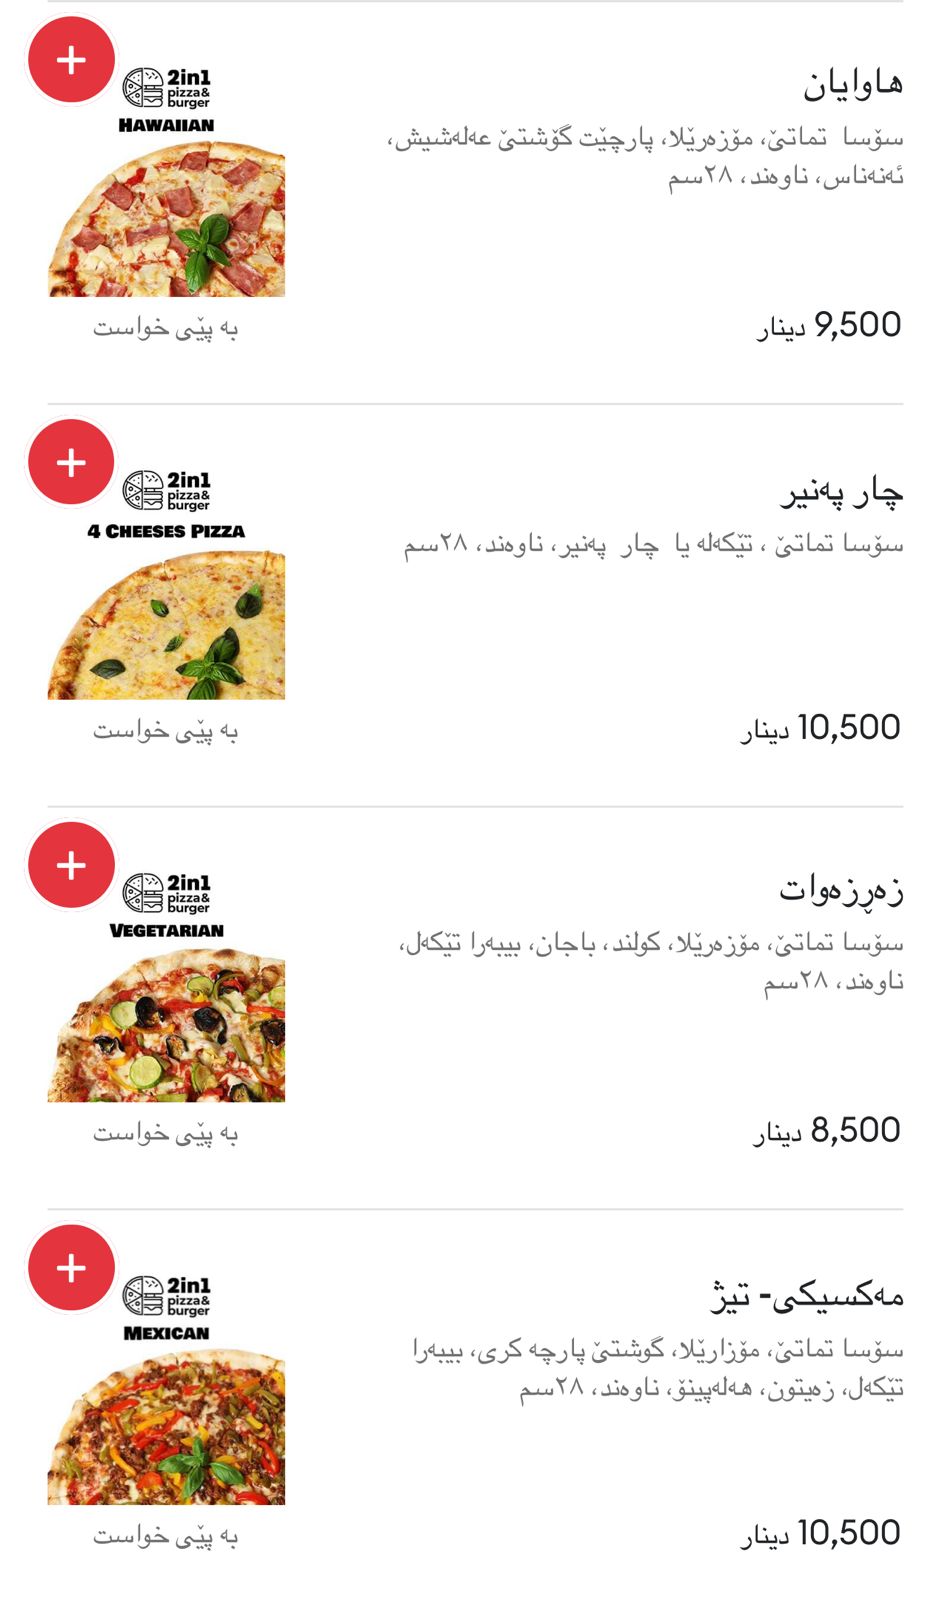 هاوایان
سۆسا  تماتێ، مۆزەرێلا، پارچێت گۆشتێ عەلەشیش،
ئەنەناس، ناوەند، ٢٨سم
9,500 دینار
2in1
pizza&
burger
HAWAIIAN
بە پێی خواست
چار پەنیر
سۆسا تماتێ ، تێکەلە یا  چار  پەنیر، ناوەند، ٢٨سم
10,500 دینار
2in1
pizza&
burger
4 CHEESES PIZZA
بە پێی خواست
زەڕزەوات
سۆسا تماتێ، مۆزەرێلا، کولند، باجان، بیبەرا تێکەل،
ناوەند، ٢٨سم
8,500 دینار
2in1
pizza&
burger
VEGETARIAN
بە پێی خواست
مەکسیکی- تیژ
سۆسا تماتێ، مۆزارێلا، گوشتێ پارچە کری، بیبەرا
تێکەل، زەیتون، هەلەپینۆ، ناوەند، ٢٨سم
10,500 دینار
2in1
pizza&
burger
MEXICAN
بە پێی خواست